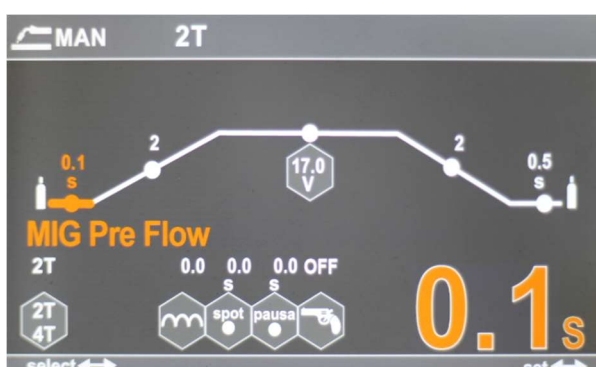 MAN 2T
2 2
0.1 0.5
s s
17.0
V
MIG Pre Flow
2T 0.0 0.0 0.0 OFF
s s
2T spot pausa
4T
0.1 s
select set